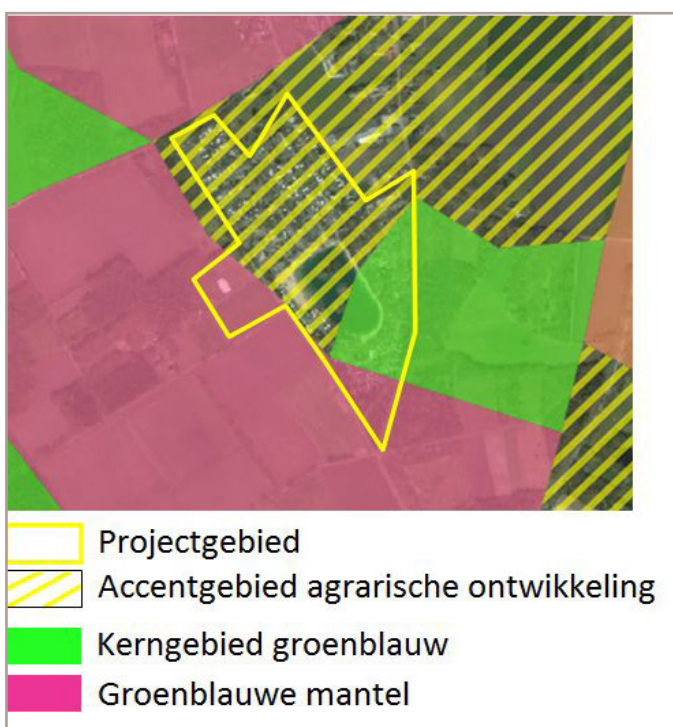 Projectgebied
Accentgebied agrarische ontwikkeling
Kerngebied groenblauw
Groenblauwe mantel